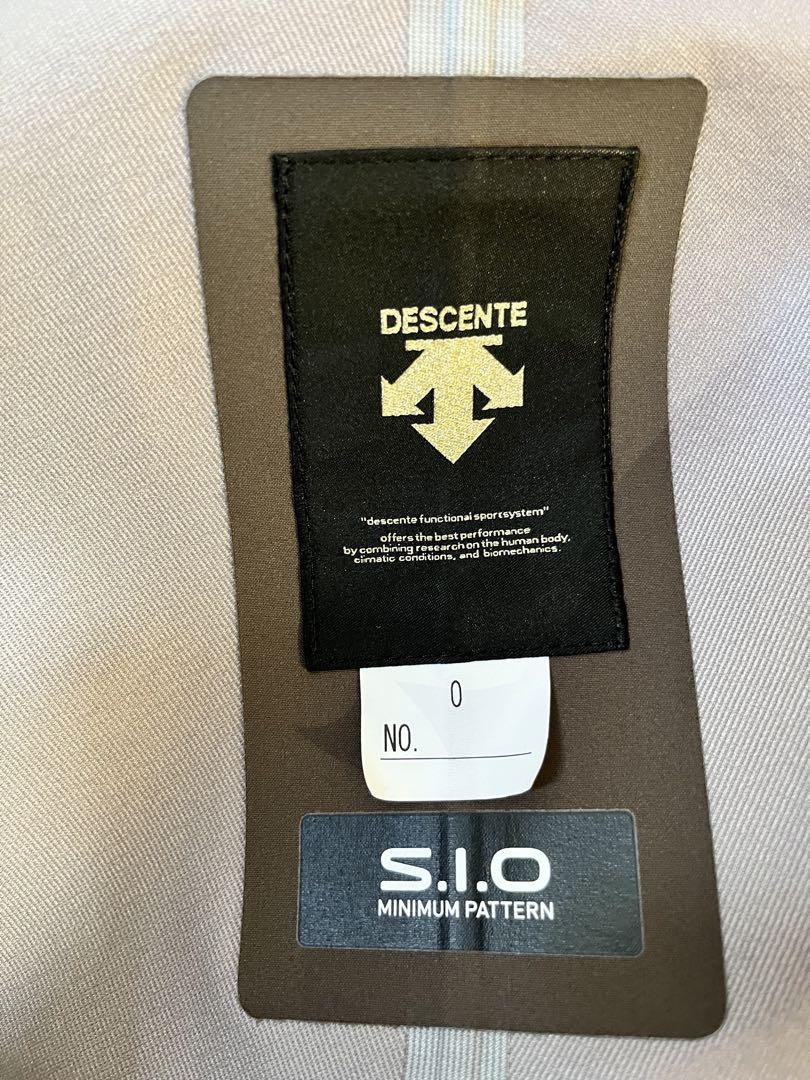 DESCENTE
"descente functional sportsystem"
offers the best performance
by combining research on the human body,
climatic conditions, and biomechanics.
O
NO.
S.I.O
MINIMUM PATTERN